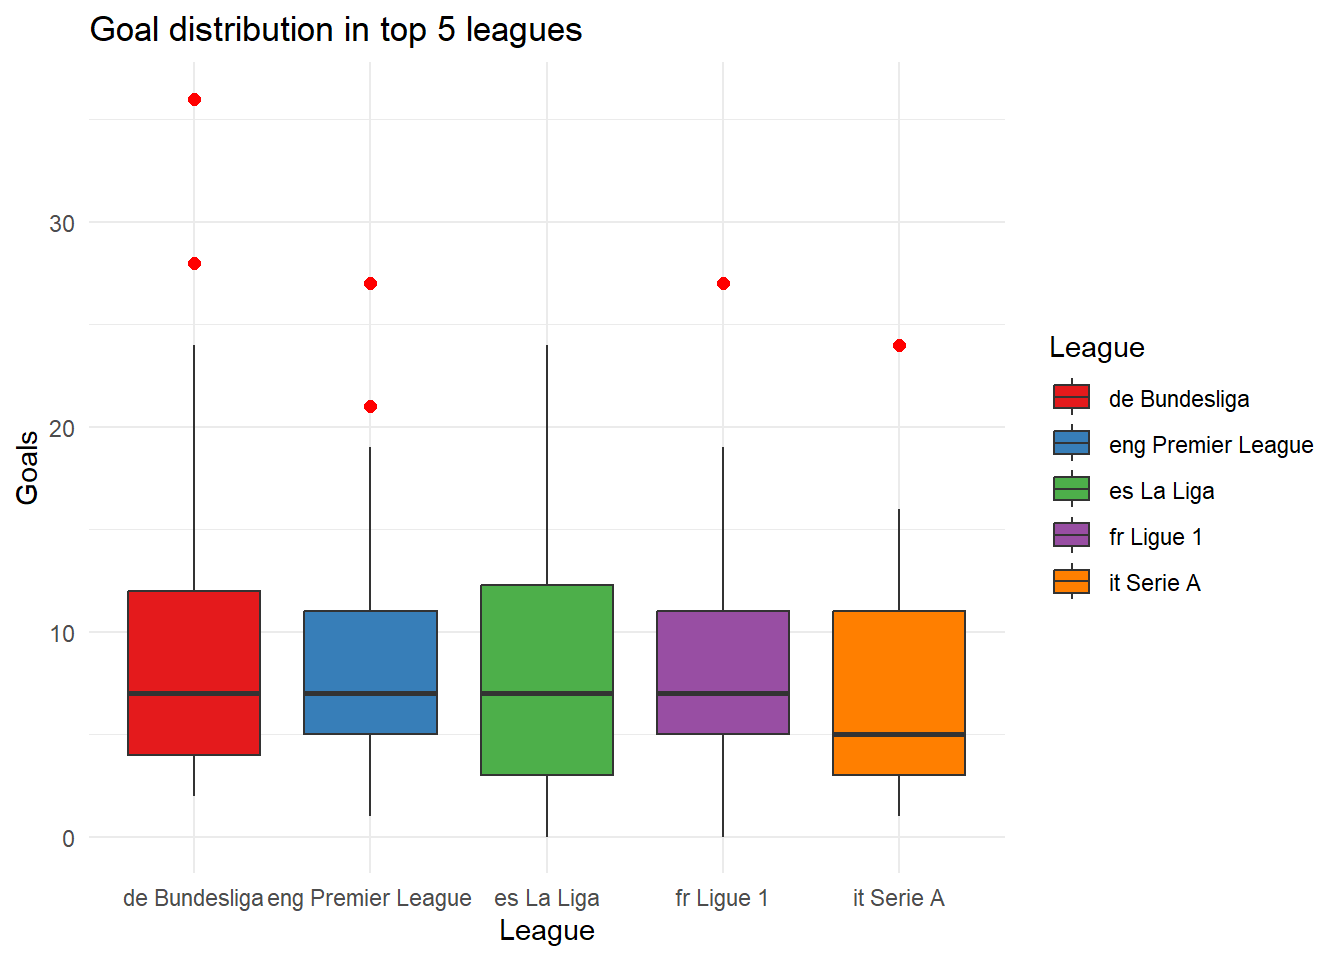 Goal distribution in top 5 leagues
30
20
10
0
Goals
de Bundesliga eng Premier League es La Liga fr Ligue 1 it Serie A
League
League
de Bundesliga
eng Premier League
es La Liga
fr Ligue 1
it Serie A